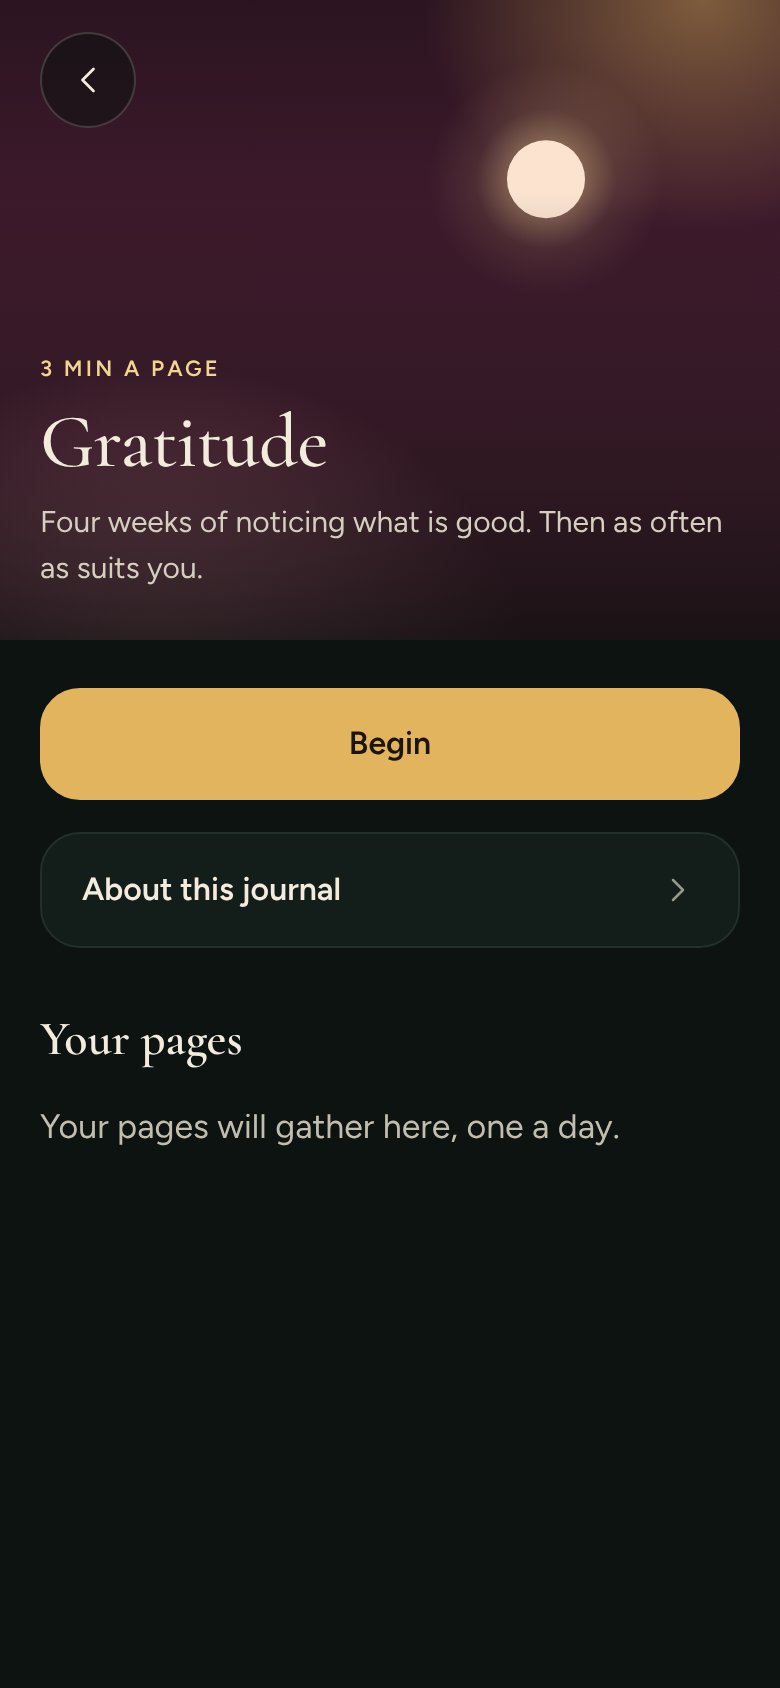 3 MIN A PAGE
Gratitude
Four weeks of noticing what is good. Then as often
as suits you.
Begin
About this journal
Your pages
Your pages will gather here, one a day.